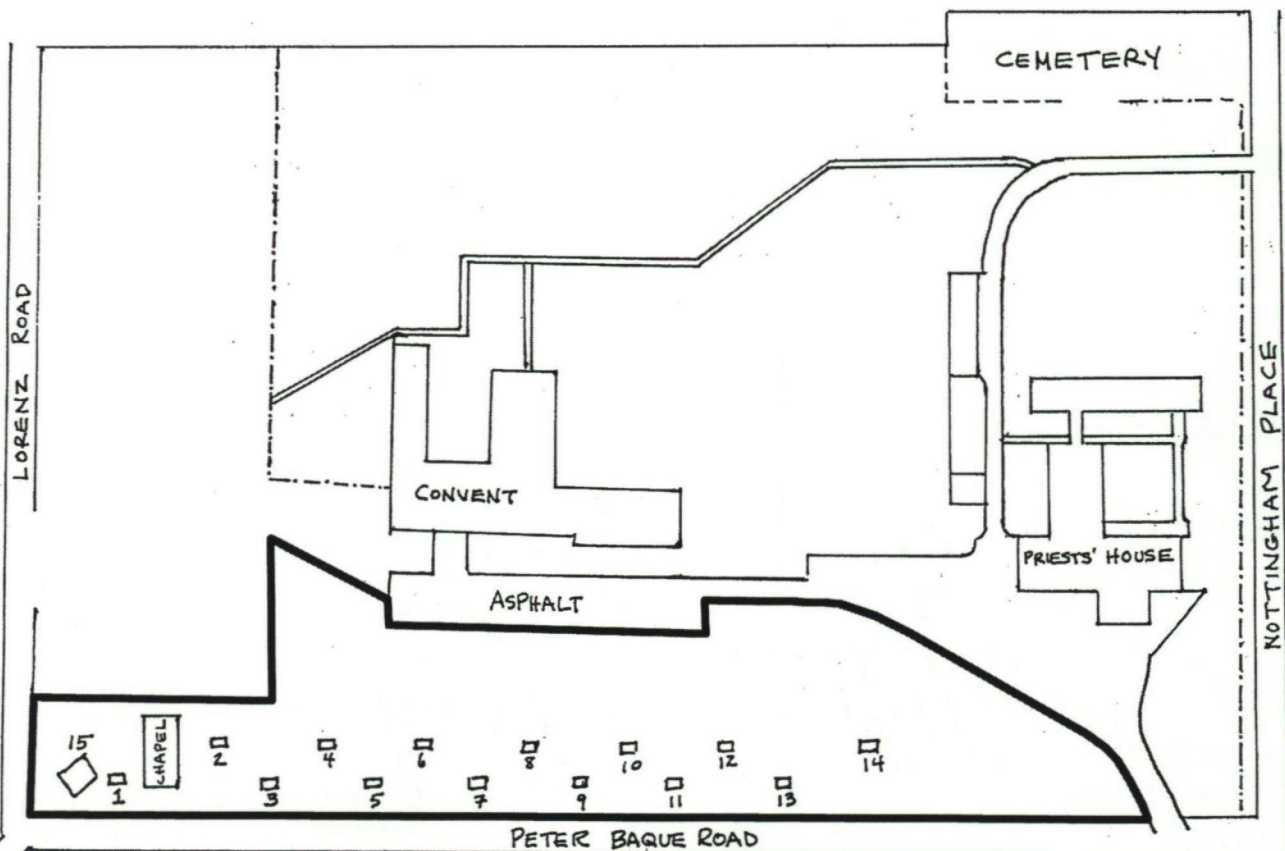 CEMETERY
LORENZ ROAD
NOTTINGHAM PLACE
CONVENT
PRIESTS' HOUSE
ASPHALT
15
CHAPEL
2
4
6
8
10
12
14
1
3
5
7
9
11
13
PETER BAQUE ROAD